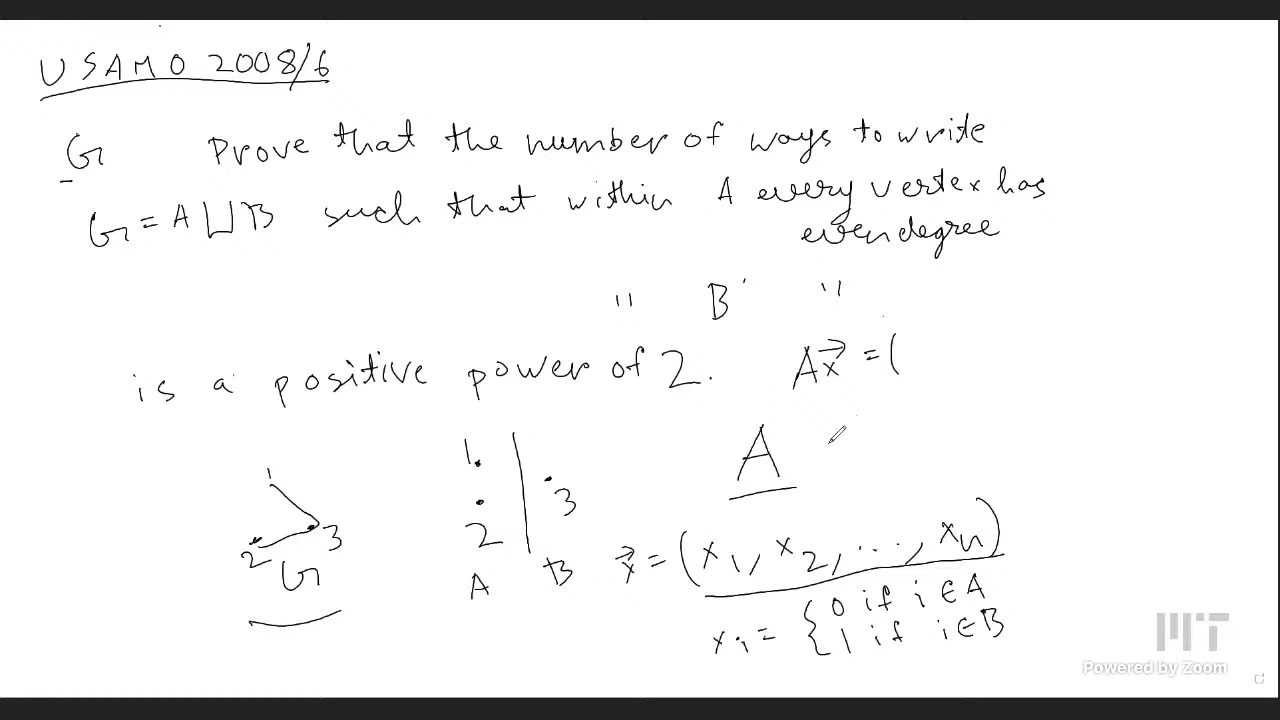 USAMO 2008/6
G Prove that the number of ways to write
G = A ⊔ B such that within A every vertex has
even degree
" B "
is a positive power of 2. Ax⃗ = (
A
1 2 3
G
1. 2 | 3
A B
x⃗ = (x₁, x₂, ..., xₙ)
xᵢ = { 0 if i ∈ A
1 if i ∈ B
MIT
Powered by Zoom